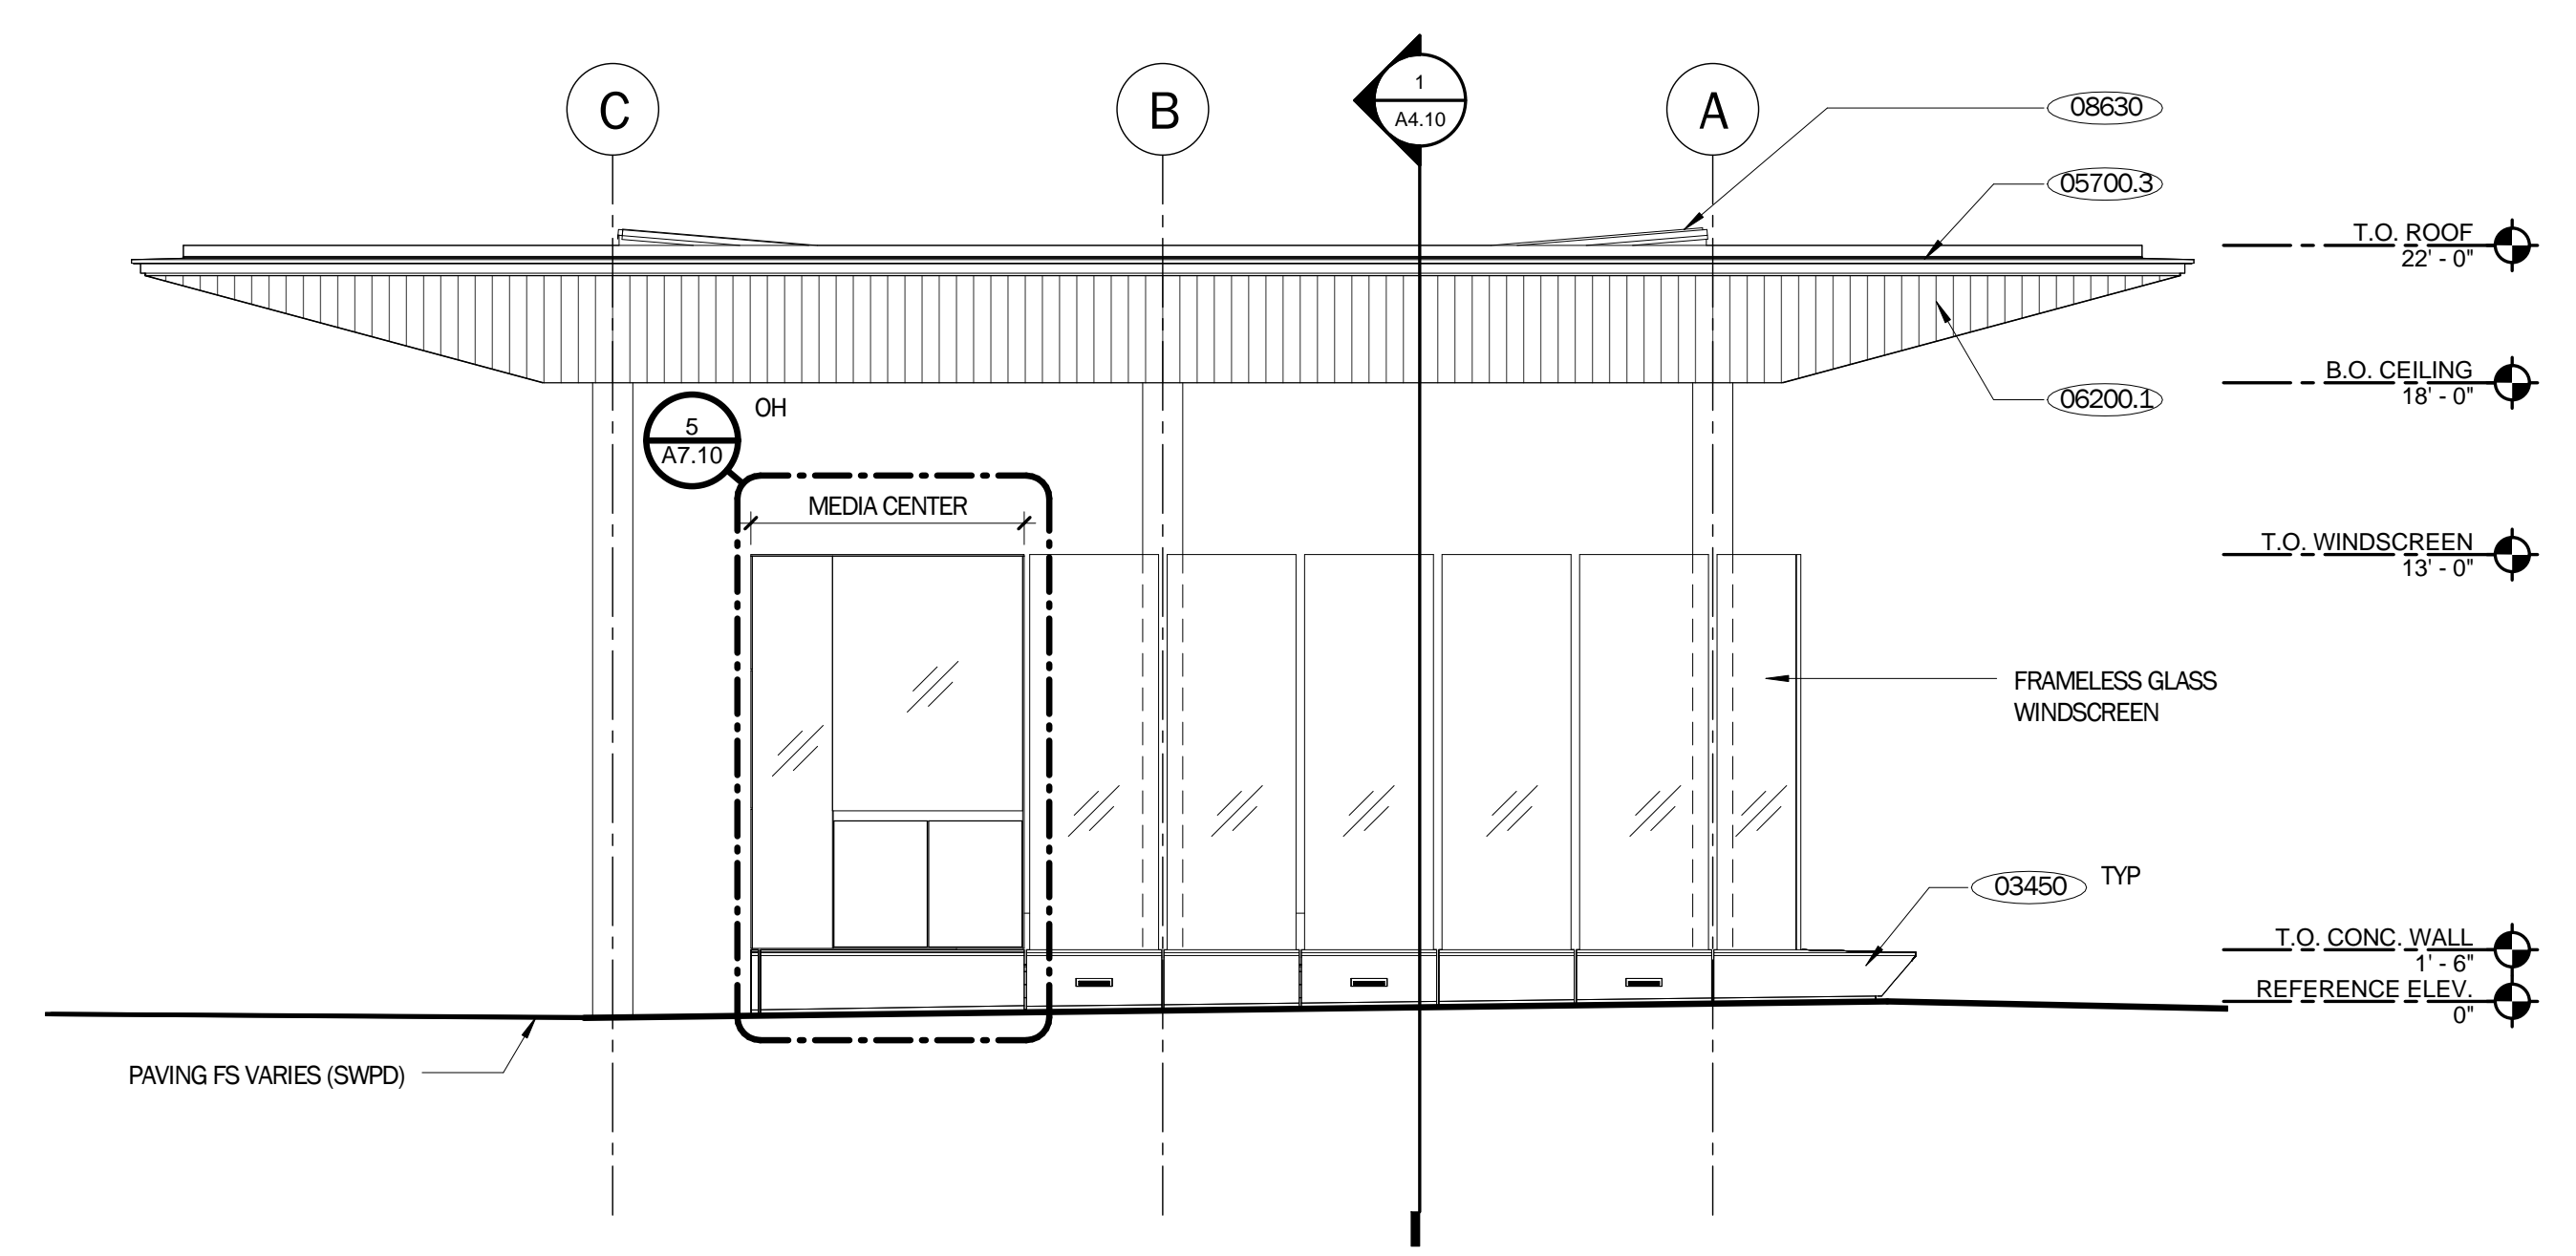 C
B
1
A4.10
A
08630
05700.3
T.O. ROOF
22' - 0"
B.O. CEILING
18' - 0"
06200.1
OH
5
A7.10
MEDIA CENTER
T.O. WINDSCREEN
13' - 0"
FRAMELESS GLASS
WINDSCREEN
03450 TYP
T.O. CONC. WALL
1' - 6"
REFERENCE ELEV.
0"
PAVING FS VARIES (SWPD)